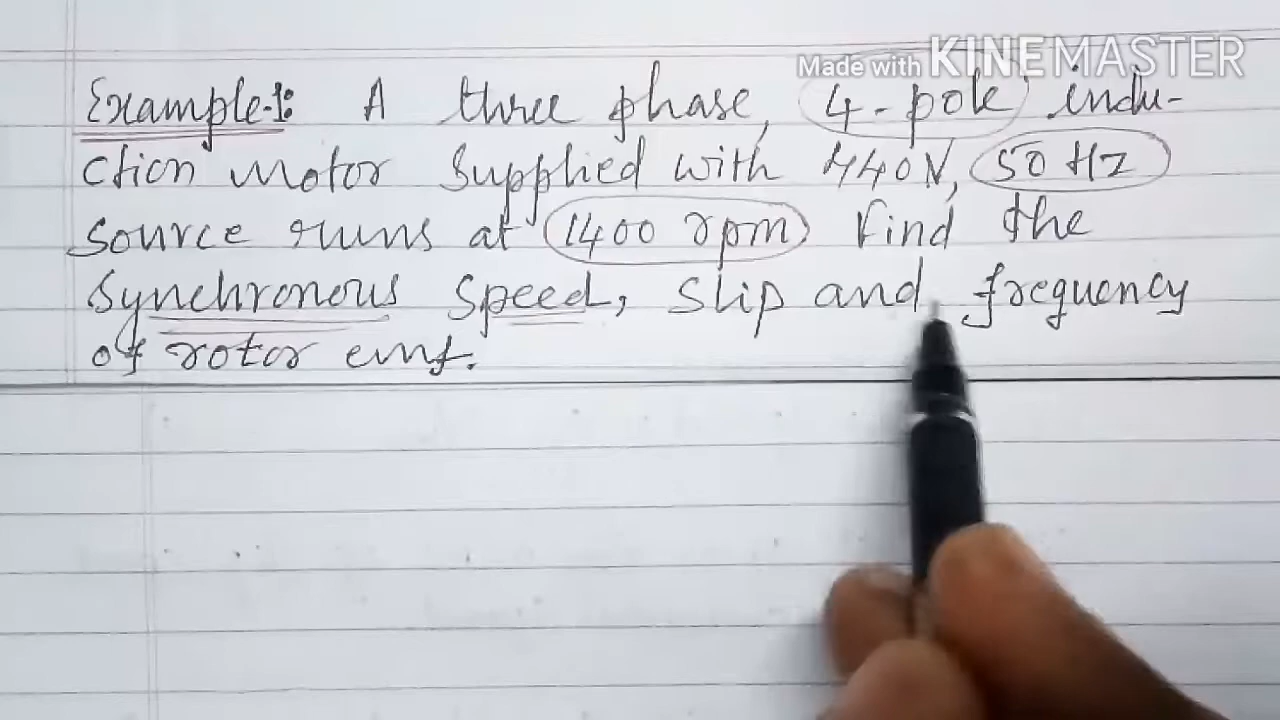 Made with KINEMASTER
Example-1: A three phase, 4-pole indu-
ction motor supplied with 440V, 50 Hz
source runs at 1400 rpm Find the
synchronous speed, slip and frequency
of rotor emf.